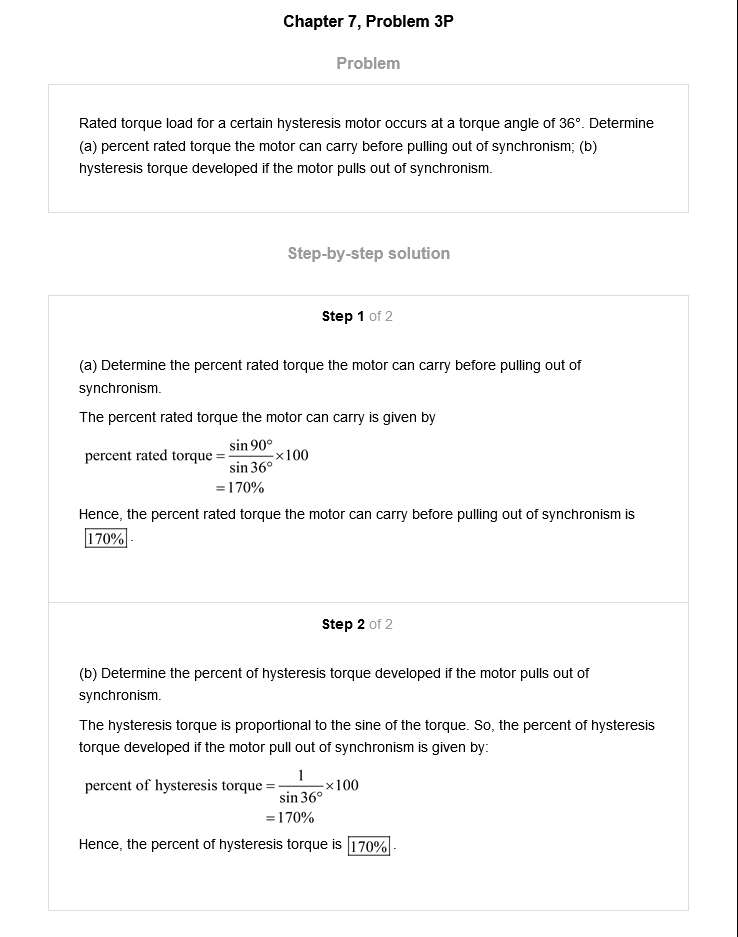 Chapter 7, Problem 3P
Problem
Rated torque load for a certain hysteresis motor occurs at a torque angle of 36°. Determine
(a) percent rated torque the motor can carry before pulling out of synchronism; (b)
hysteresis torque developed if the motor pulls out of synchronism.
Step-by-step solution
Step 1 of 2
(a) Determine the percent rated torque the motor can carry before pulling out of
synchronism.
The percent rated torque the motor can carry is given by
percent rated torque = sin 90° / sin 36° ×100
=170%
Hence, the percent rated torque the motor can carry before pulling out of synchronism is
170% .
Step 2 of 2
(b) Determine the percent of hysteresis torque developed if the motor pulls out of
synchronism.
The hysteresis torque is proportional to the sine of the torque. So, the percent of hysteresis
torque developed if the motor pull out of synchronism is given by:
percent of hysteresis torque = 1 / sin 36° ×100
=170%
Hence, the percent of hysteresis torque is 170% .